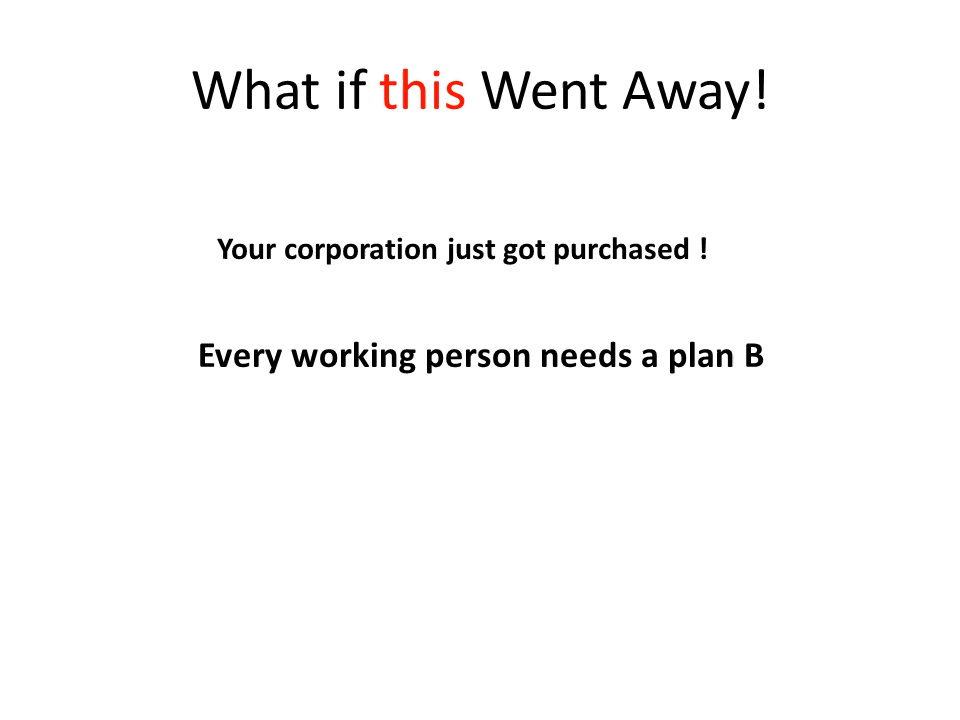 What if this Went Away!
Your corporation just got purchased !
Every working person needs a plan B